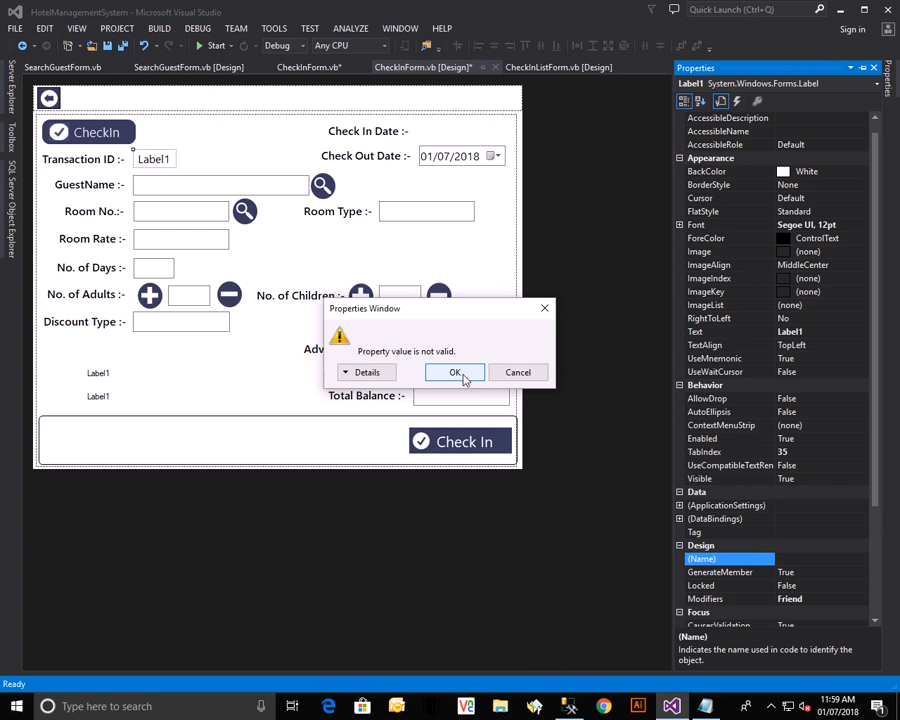 HotelManagementSystem - Microsoft Visual Studio
Quick Launch (Ctrl+Q)
FILE EDIT VIEW PROJECT BUILD DEBUG TEAM TOOLS TEST ANALYZE WINDOW HELP
Sign in
Start Debug Any CPU
SearchGuestForm.vb SearchGuestForm.vb [Design] CheckInForm.vb* CheckInForm.vb [Design]* CheckInListForm.vb [Design]
Server Explorer
Toolbox
SQL Server Object Explorer
CheckIn
Check In Date :-
Transaction ID :- Label1
Check Out Date :- 01/07/2018
GuestName :-
Room No.:-
Room Type :-
Room Rate :-
No. of Days :-
No. of Adults :-
No. of Children :-
Discount Type :-
Adv
Label1
Label1
Total Balance :-
Check In
Properties Window
Property value is not valid.
Details OK Cancel
Properties
Properties
Label1 System.Windows.Forms.Label
AccessibleDescription
AccessibleName
AccessibleRole Default
Appearance
BackColor White
BorderStyle None
Cursor Default
FlatStyle Standard
Font Segoe UI, 12pt
ForeColor ControlText
Image (none)
ImageAlign MiddleCenter
ImageIndex (none)
ImageKey (none)
ImageList (none)
RightToLeft No
Text Label1
TextAlign TopLeft
UseMnemonic True
UseWaitCursor False
Behavior
AllowDrop False
AutoEllipsis False
ContextMenuStrip (none)
Enabled True
TabIndex 35
UseCompatibleTextRen False
Visible True
Data
(ApplicationSettings)
(DataBindings)
Tag
Design
(Name)
GenerateMember True
Locked False
Modifiers Friend
Focus
CausesValidation True
(Name)
Indicates the name used in code to identify the
object.
Ready
Type here to search
11:59 AM
01/07/2018